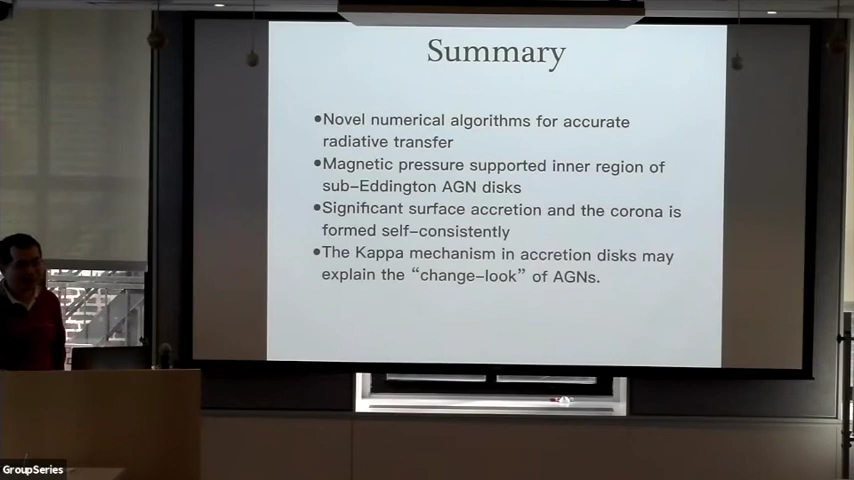 Summary
•Novel numerical algorithms for accurate
radiative transfer
•Magnetic pressure supported inner region of
sub-Eddington AGN disks
•Significant surface accretion and the corona is
formed self-consistently
•The Kappa mechanism in accretion disks may
explain the “change-look” of AGNs.
GroupSeries